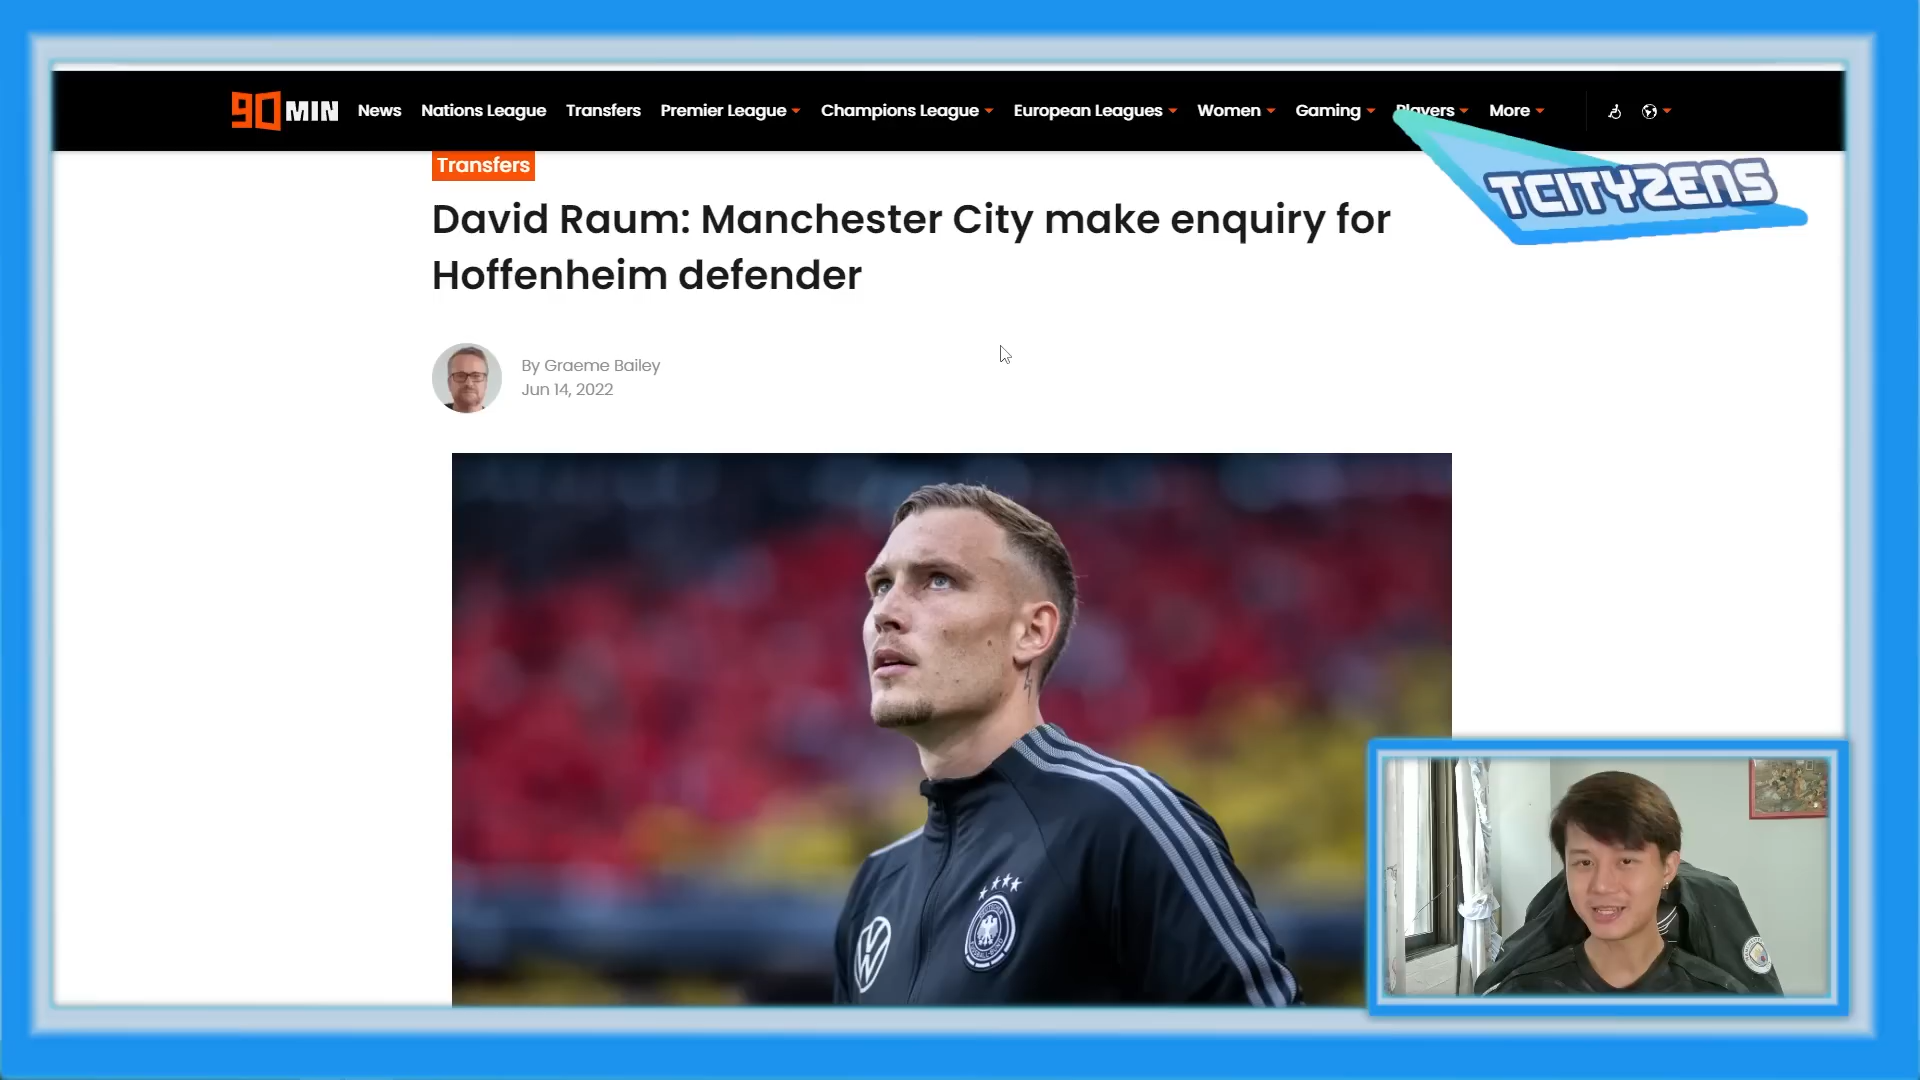 90MIN News Nations League Transfers Premier League Champions League European Leagues Women Gaming Players More
Transfers
TCITYZENS
David Raum: Manchester City make enquiry for
Hoffenheim defender
By Graeme Bailey
Jun 14, 2022